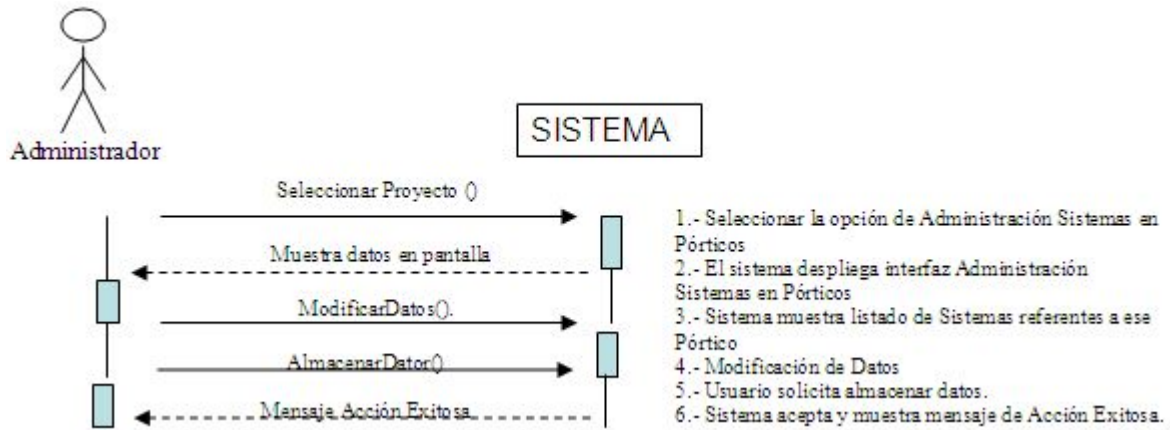 Administrador
SISTEMA
Seleccionar Proyecto ()
Muestra datos en pantalla
ModificarDatos().
AlmacenarDator()
Mensaje Acción Exitosa.
1.- Seleccionar la opción de Administración Sistemas en
Pórticos
2.- El sistema despliega interfaz Administración
Sistemas en Pórticos
3.- Sistema muestra listado de Sistemas referentes a ese
Pórtico
4.- Modificación de Datos
5.- Usuario solicita almacenar datos.
6.- Sistema acepta y muestra mensaje de Acción Exitosa.